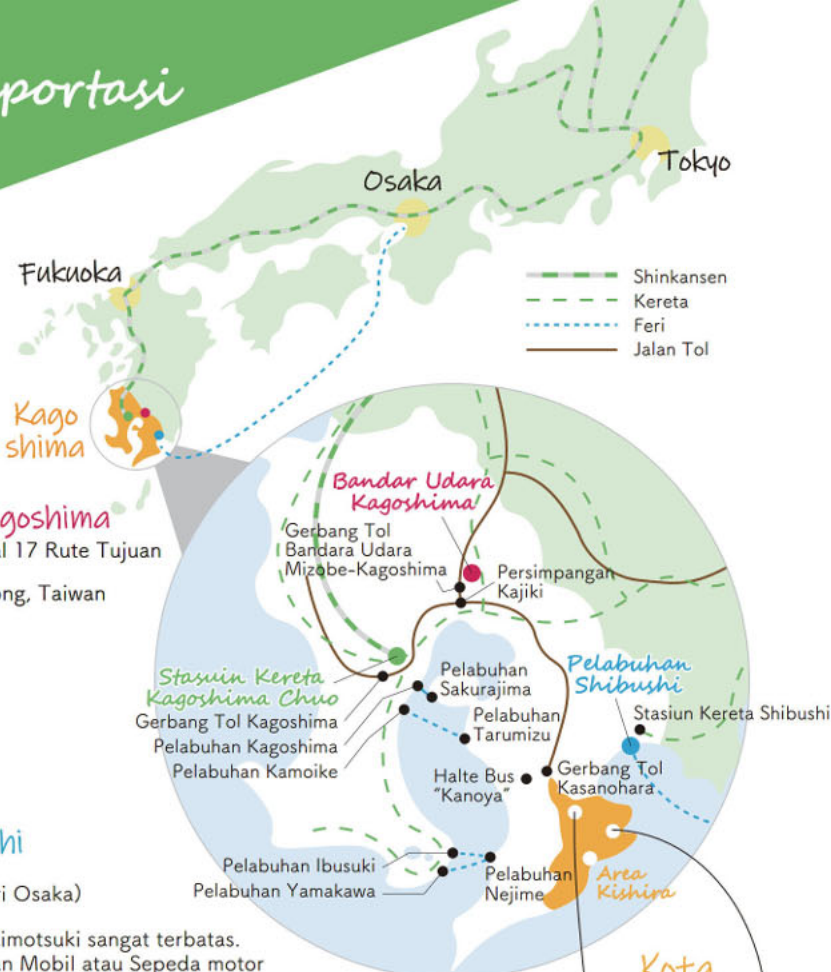 portasi
Tokyo
Osaka
Fukuoka
Shinkansen
Kereta
Feri
Jalan Tol
Kago
shima
goshima
17 Rute Tujuan
ong, Taiwan
Bandar Udara
Kagoshima
Gerbang Tol
Bandara Udara
Mizobe-Kagoshima
Persimpangan
Kajiki
Stasuin Kereta
Kagoshima Chuo
Gerbang Tol Kagoshima
Pelabuhan Kagoshima
Pelabuhan Kamoike
Pelabuhan
Sakurajima
Pelabuhan
Tarumizu
Pelabuhan
Shibushi
Stasiun Kereta Shibushi
Halte Bus
"Kanoya"
Gerbang Tol
Kasanohara
Pelabuhan Ibusuki
Pelabuhan Yamakawa
Pelabuhan
Nejime
Area
Kishira
hi
ri Osaka)
imotsuki sangat terbatas.
n Mobil atau Sepeda motor
Kota